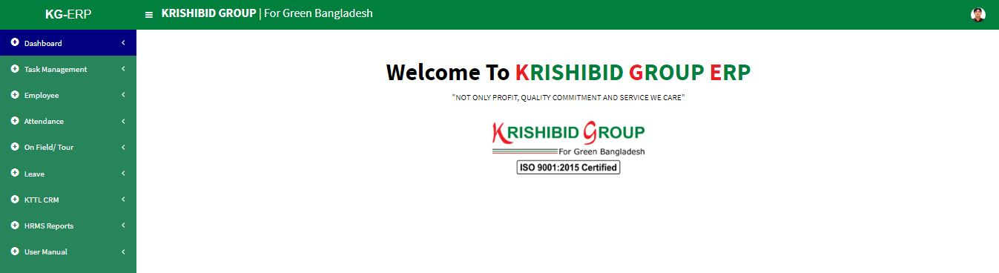 KG-ERP
KRISHIBID GROUP | For Green Bangladesh
Dashboard
Task Management
Employee
Attendance
On Field/ Tour
Leave
KTTL CRM
HRMS Reports
User Manual
Welcome To KRISHIBID GROUP ERP
"NOT ONLY PROFIT, QUALITY COMMITMENT AND SERVICE WE CARE"
KRISHIBID GROUP
For Green Bangladesh
ISO 9001:2015 Certified